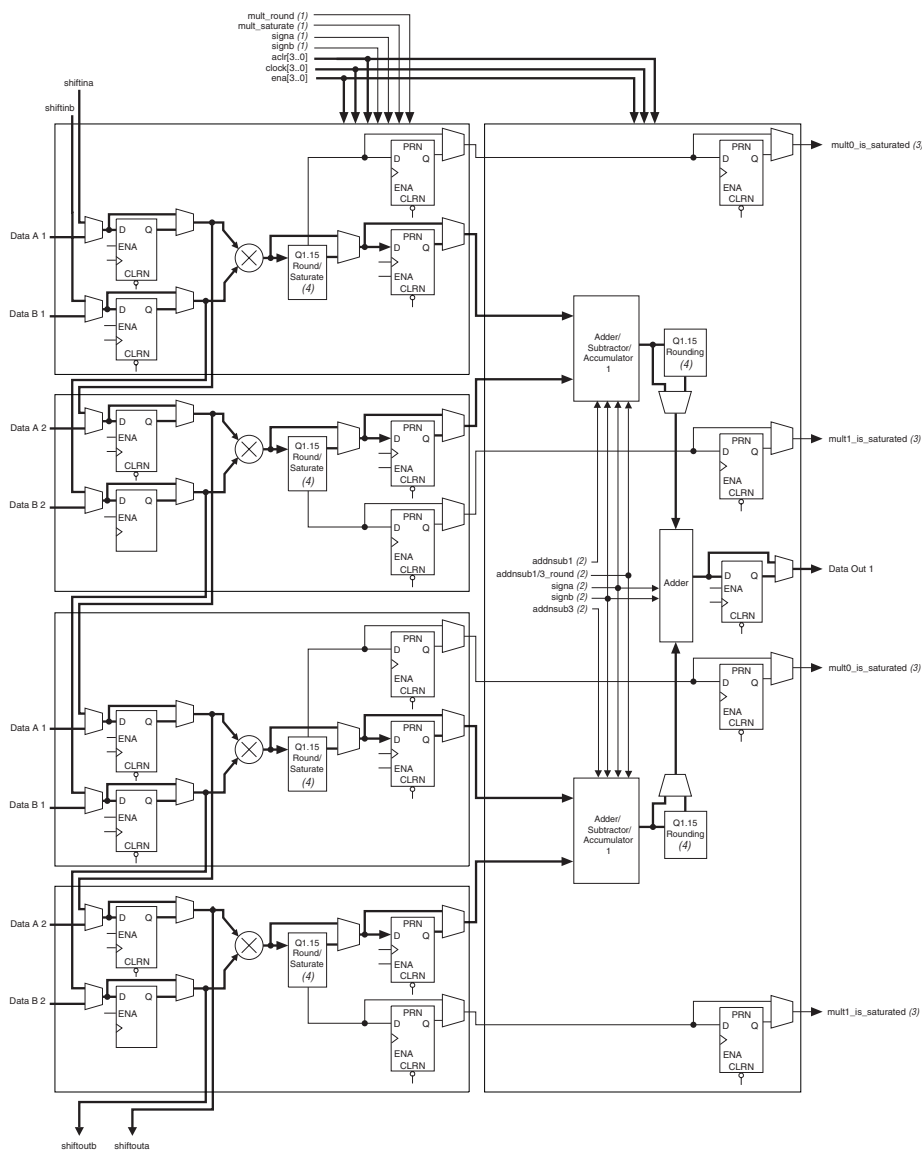 mult_round (1)
mult_saturate (1)
signa (1)
signb (1)
aclr[3..0]
clock[3..0]
ena[3..0]
shiftina
shiftinb
PRN
D Q
ENA
CLRN
PRN
D Q
ENA
CLRN
mult0_is_saturated (3)
Data A 1
D Q
ENA
CLRN
Q1.15
Round/
Saturate
(4)
PRN
D Q
ENA
CLRN
Data B 1
D Q
ENA
CLRN
Adder/
Subtractor/
Accumulator
1
Q1.15
Rounding
(4)
Data A 2
D Q
ENA
CLRN
Q1.15
Round/
Saturate
(4)
PRN
D Q
ENA
CLRN
PRN
D Q
ENA
CLRN
mult1_is_saturated (3)
Data B 2
D Q
ENA
PRN
D Q
ENA
CLRN
addnsub1 (2)
addnsub1/3_round (2)
signa (2)
signb (2)
addnsub3 (2)
Adder
D Q
ENA
CLRN
Data Out 1
PRN
D Q
ENA
CLRN
PRN
D Q
ENA
CLRN
mult0_is_saturated (3)
Data A 1
D Q
ENA
CLRN
Q1.15
Round/
Saturate
(4)
PRN
D Q
ENA
CLRN
Data B 1
D Q
ENA
CLRN
Adder/
Subtractor/
Accumulator
1
Q1.15
Rounding
(4)
Data A 2
D Q
ENA
CLRN
Q1.15
Round/
Saturate
(4)
PRN
D Q
ENA
CLRN
Data B 2
D Q
ENA
PRN
D Q
ENA
CLRN
PRN
D Q
ENA
CLRN
mult1_is_saturated (3)
shiftoutb
shiftouta